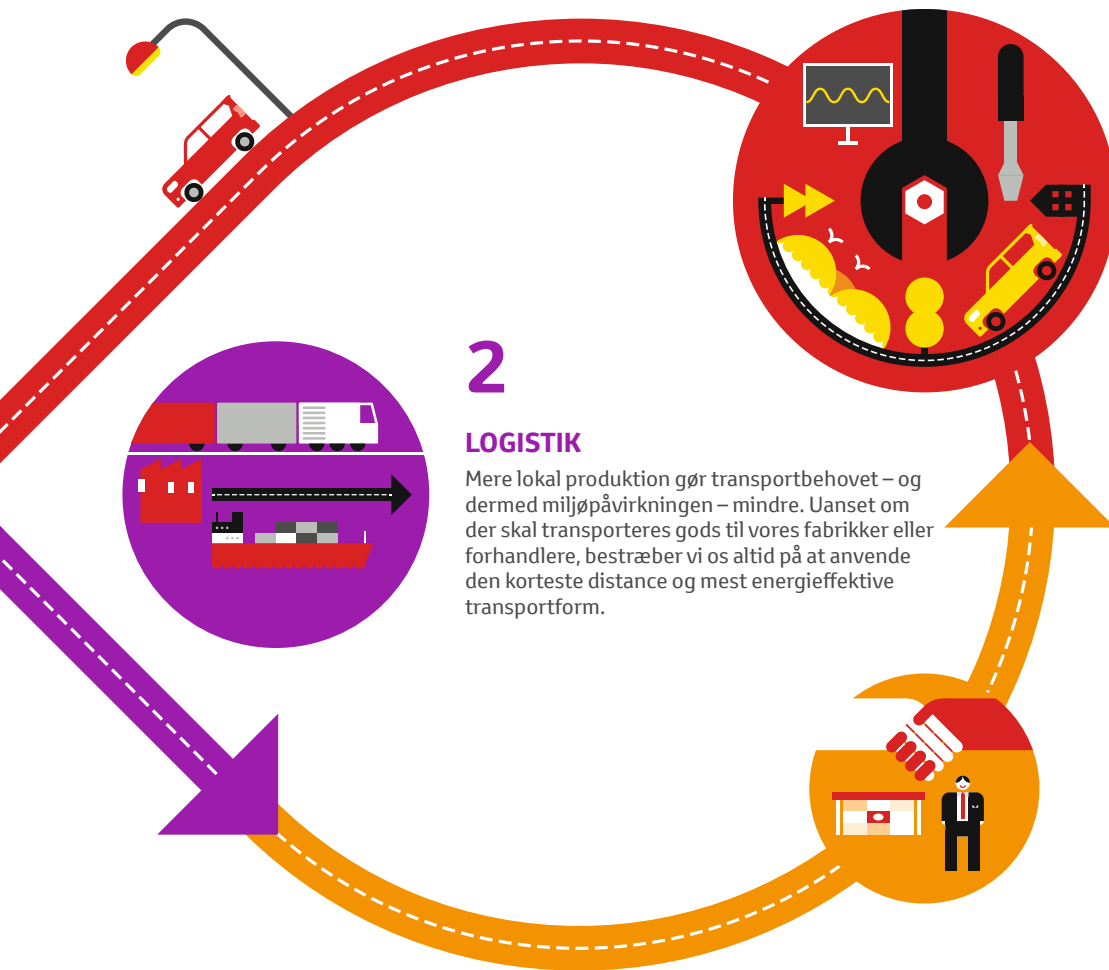 2
LOGISTIK
Mere lokal produktion gør transportbehovet – og
dermed miljøpåvirkningen – mindre. Uanset om
der skal transporteres gods til vores fabrikker eller
forhandlere, bestræber vi os altid på at anvende
den korteste distance og mest energieffektive
transportform.